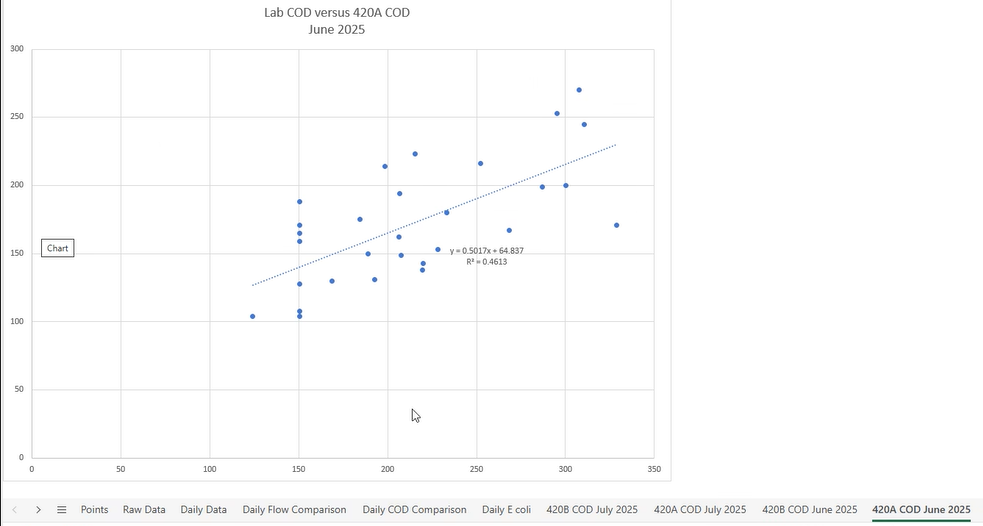 Lab COD versus 420A COD
June 2025
300
250
200
150
100
50
0
Chart
y = 0.5017x + 64.837
R² = 0.4613
0 50 100 150 200 250 300 350
Points Raw Data Daily Data Daily Flow Comparison Daily COD Comparison Daily E coli 420B COD July 2025 420A COD July 2025 420B COD June 2025 420A COD June 2025